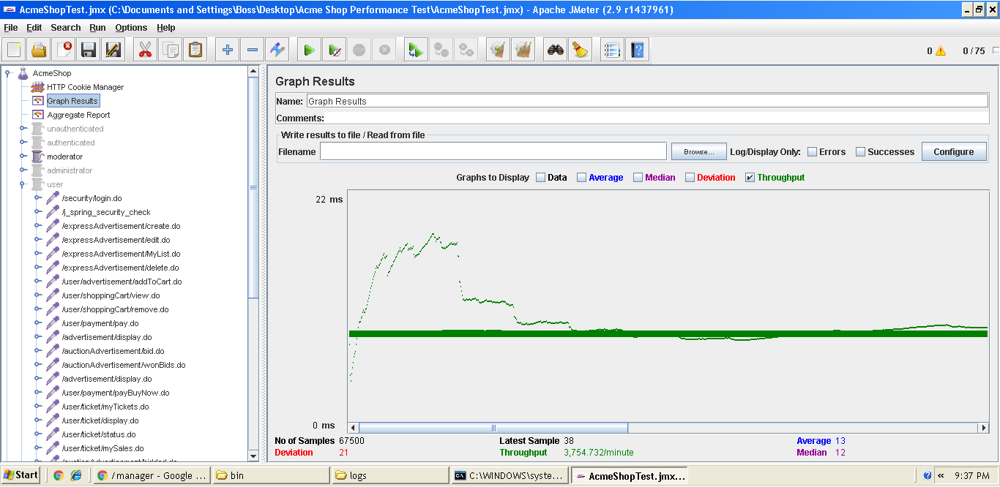 AcmeShopTest.jmx (C:\Documents and Settings\Boss\Desktop\Acme Shop Performance Test\AcmeShopTest.jmx) - Apache JMeter (2.9 r1437961)
File Edit Search Run Options Help
0 0 / 75
AcmeShop
HTTP Cookie Manager
Graph Results
Aggregate Report
unauthenticated
authenticated
moderator
administrator
user
/security/login.do
/j_spring_security_check
/expressAdvertisement/create.do
/expressAdvertisement/edit.do
/expressAdvertisement/MyList.do
/expressAdvertisement/delete.do
/user/advertisement/addToCart.do
/user/shoppingCart/view.do
/user/shoppingCart/remove.do
/user/payment/pay.do
/advertisement/display.do
/auctionAdvertisement/bid.do
/auctionAdvertisement/wonBids.do
/advertisement/display.do
/user/payment/payBuyNow.do
/user/ticket/myTickets.do
/user/ticket/display.do
/user/ticket/status.do
/user/ticket/mySales.do
Graph Results
Name: Graph Results
Comments:
Write results to file / Read from file
Filename Browse... Log/Display Only: Errors Successes Configure
Graphs to Display Data Average Median Deviation Throughput
22 ms
0 ms
No of Samples 67500 Latest Sample 38 Average 13
Deviation 21 Throughput 3,754.732/minute Median 12
Start / manager - Google ... bin logs C:\WINDOWS\syste... AcmeShopTest.jmx... 9:37 PM